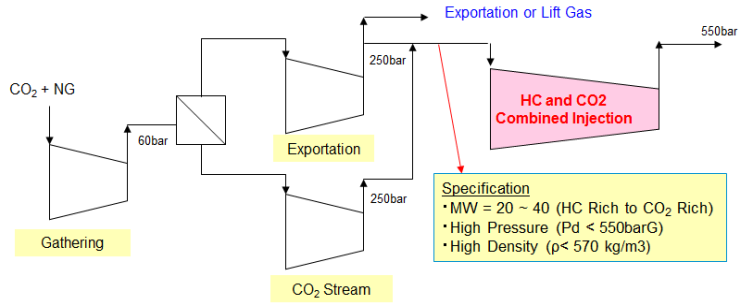 Exportation or Lift Gas
550bar
250bar
CO₂ + NG
HC and CO2
Combined Injection
60bar
Exportation
Specification
・MW = 20 ~ 40 (HC Rich to CO₂ Rich)
・High Pressure (Pd < 550barG)
・High Density (ρ< 570 kg/m3)
250bar
Gathering
CO₂ Stream